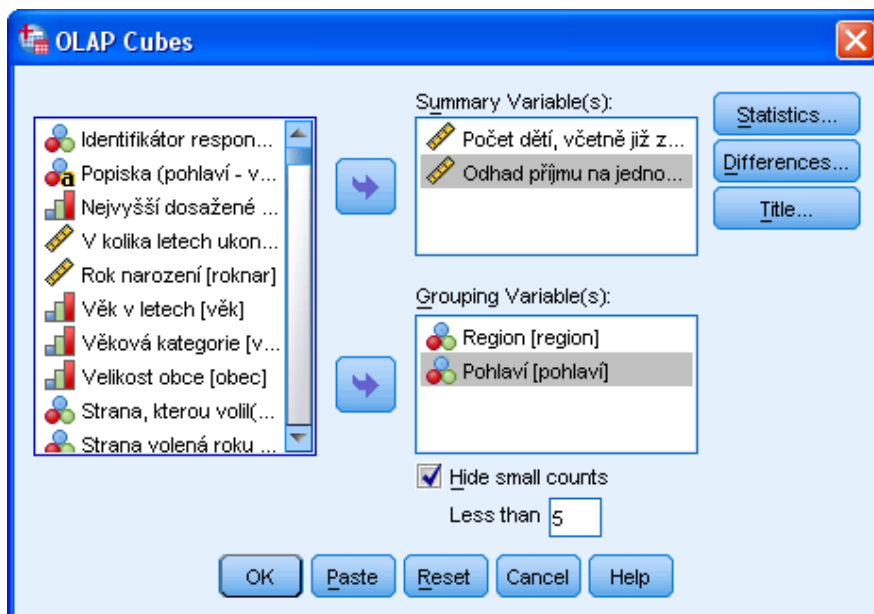 OLAP Cubes
Identifikátor respon...
Popiska (pohlaví - v...
Nejvyšší dosažené ...
V kolika letech ukon...
Rok narození [roknar]
Věk v letech [věk]
Věková kategorie [v...
Velikost obce [obec]
Strana, kterou volil(...
Strana volená roku ...
Summary Variable(s):
Počet dětí, včetně již z...
Odhad příjmu na jedno...
Grouping Variable(s):
Region [region]
Pohlaví [pohlaví]
Hide small counts
Less than 5
Statistics...
Differences...
Title...
OK Paste Reset Cancel Help